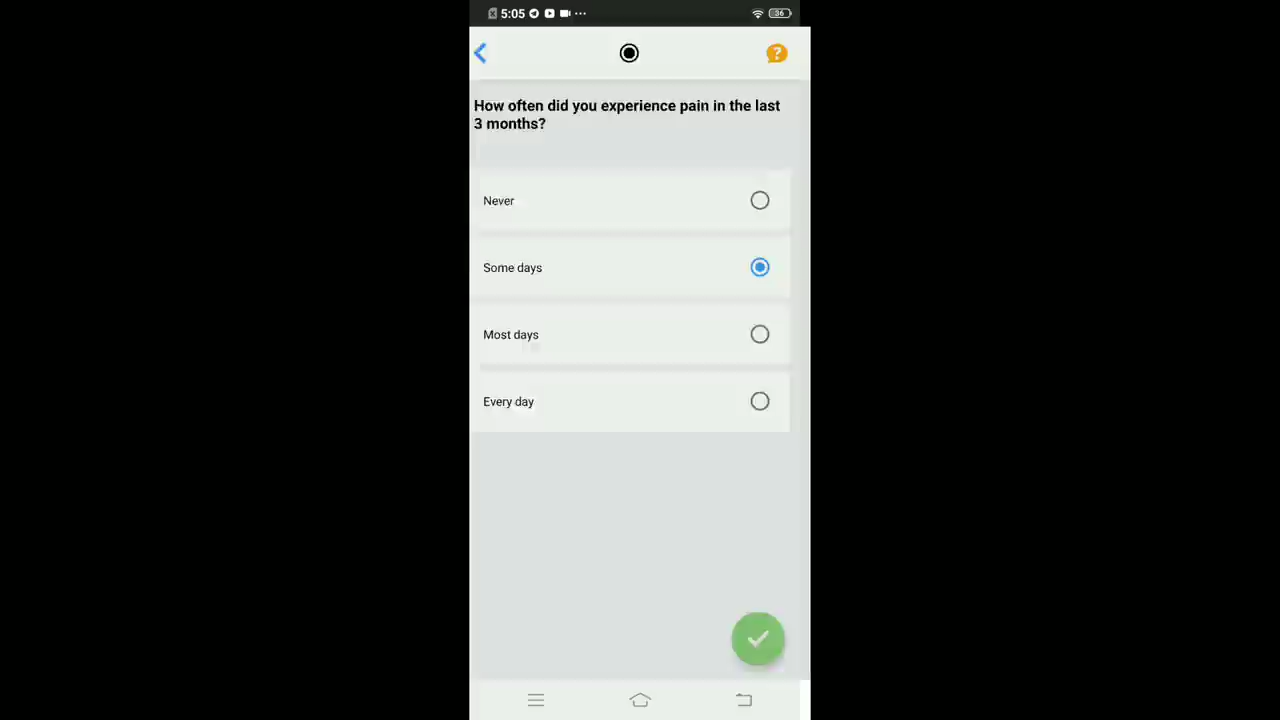 5:05
36
?
How often did you experience pain in the last
3 months?
Never
Some days
Most days
Every day